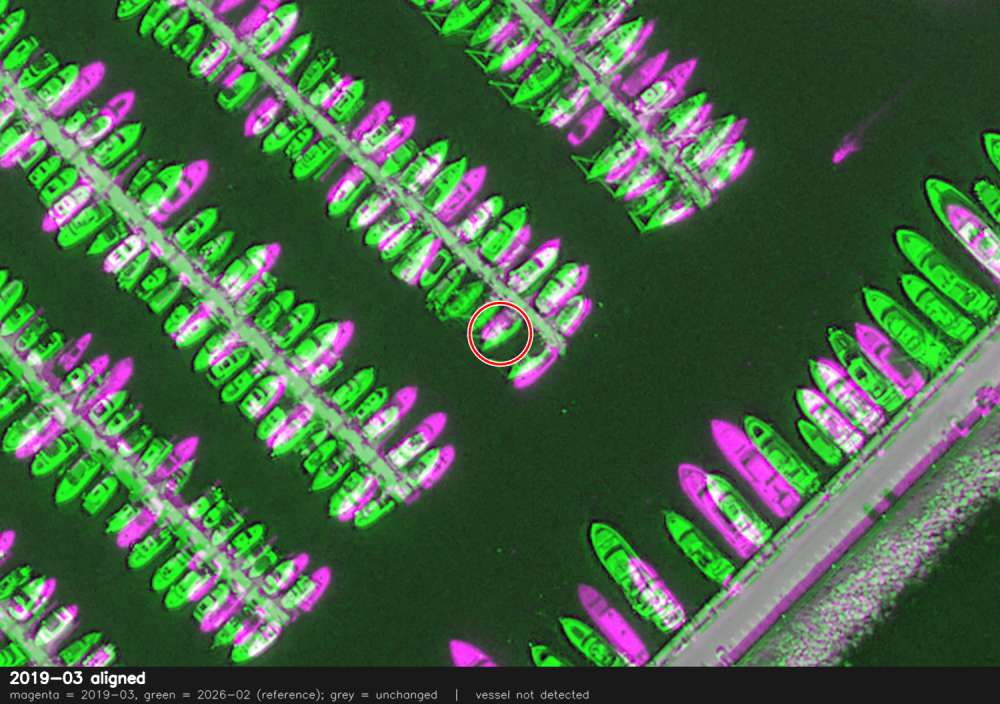 2019-03 aligned
magenta = 2019-03, green = 2026-02 (reference); grey = unchanged | vessel not detected